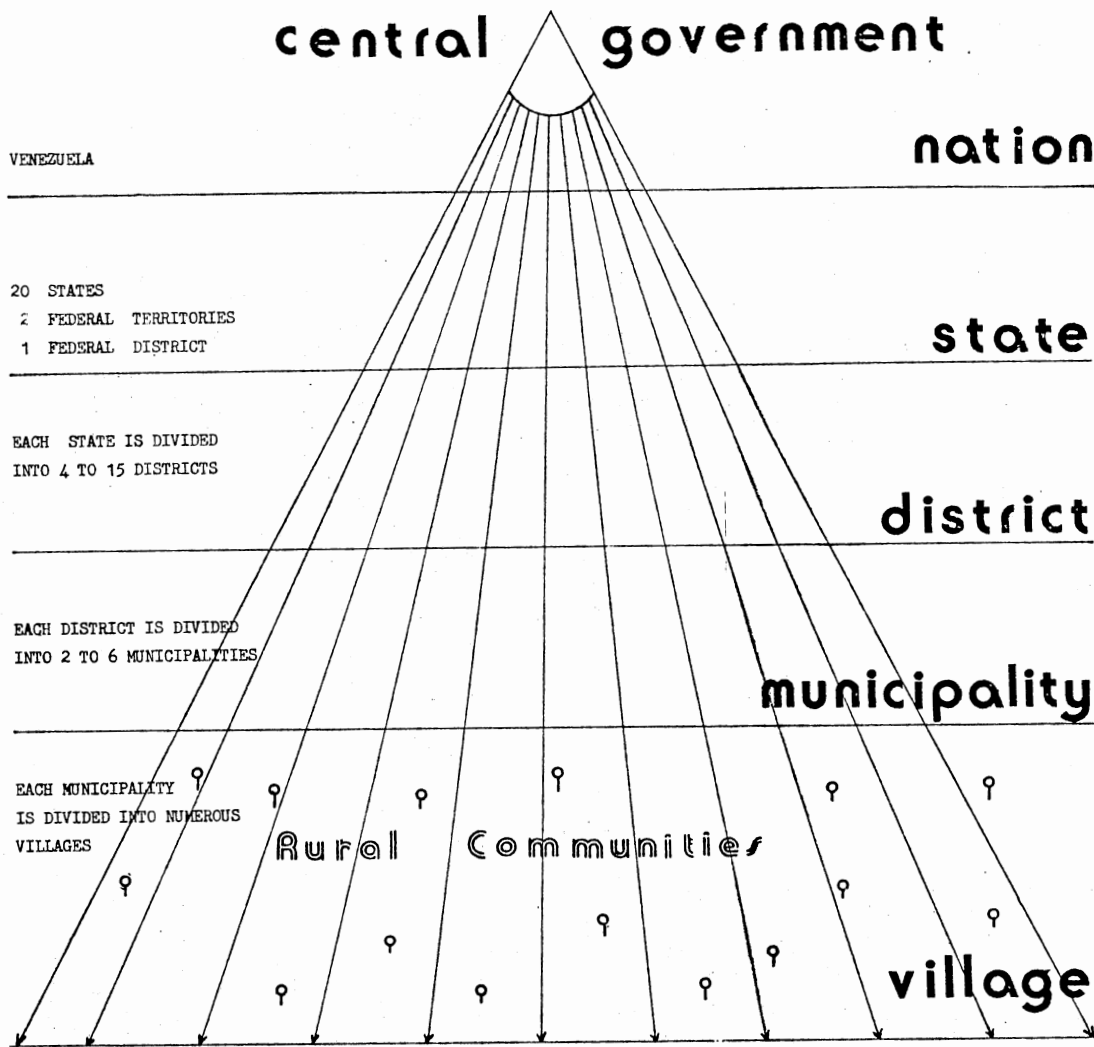 central government
nation
VENEZUELA
20 STATES
2 FEDERAL TERRITORIES
1 FEDERAL DISTRICT
state
EACH STATE IS DIVIDED
INTO 4 TO 15 DISTRICTS
district
EACH DISTRICT IS DIVIDED
INTO 2 TO 6 MUNICIPALITIES
municipality
EACH MUNICIPALITY
IS DIVIDED INTO NUMEROUS
VILLAGES
Rural Communities
village